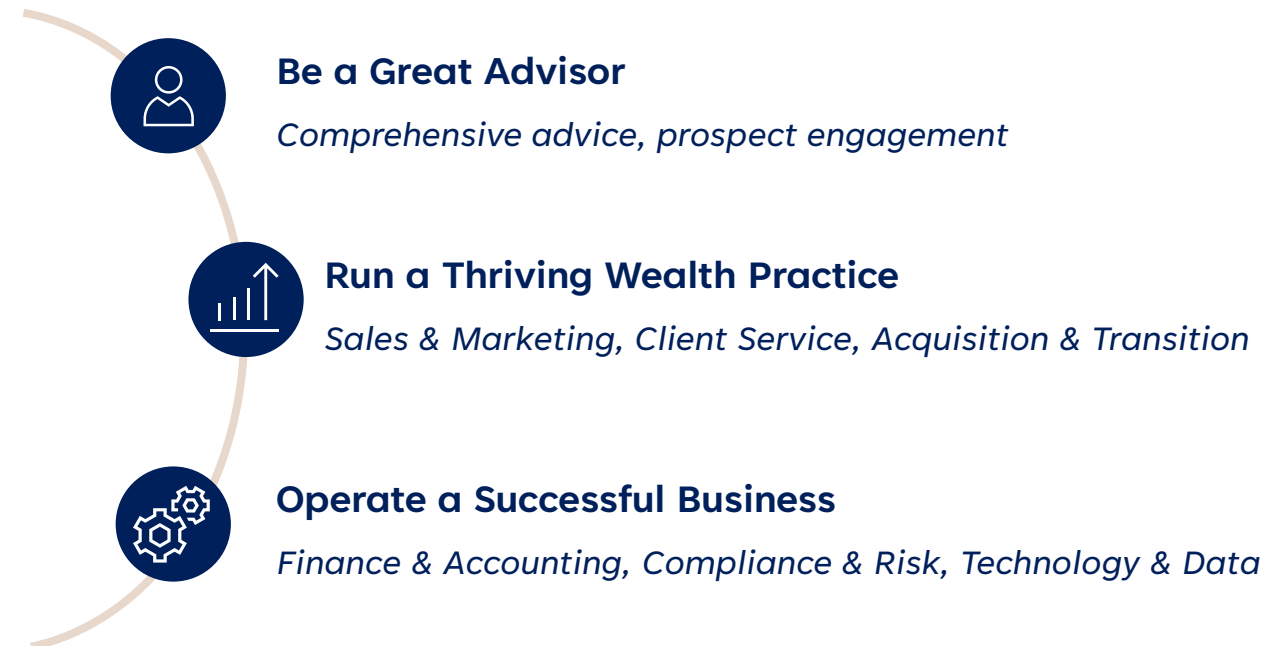 Be a Great Advisor
Comprehensive advice, prospect engagement
Run a Thriving Wealth Practice
Sales & Marketing, Client Service, Acquisition & Transition
Operate a Successful Business
Finance & Accounting, Compliance & Risk, Technology & Data